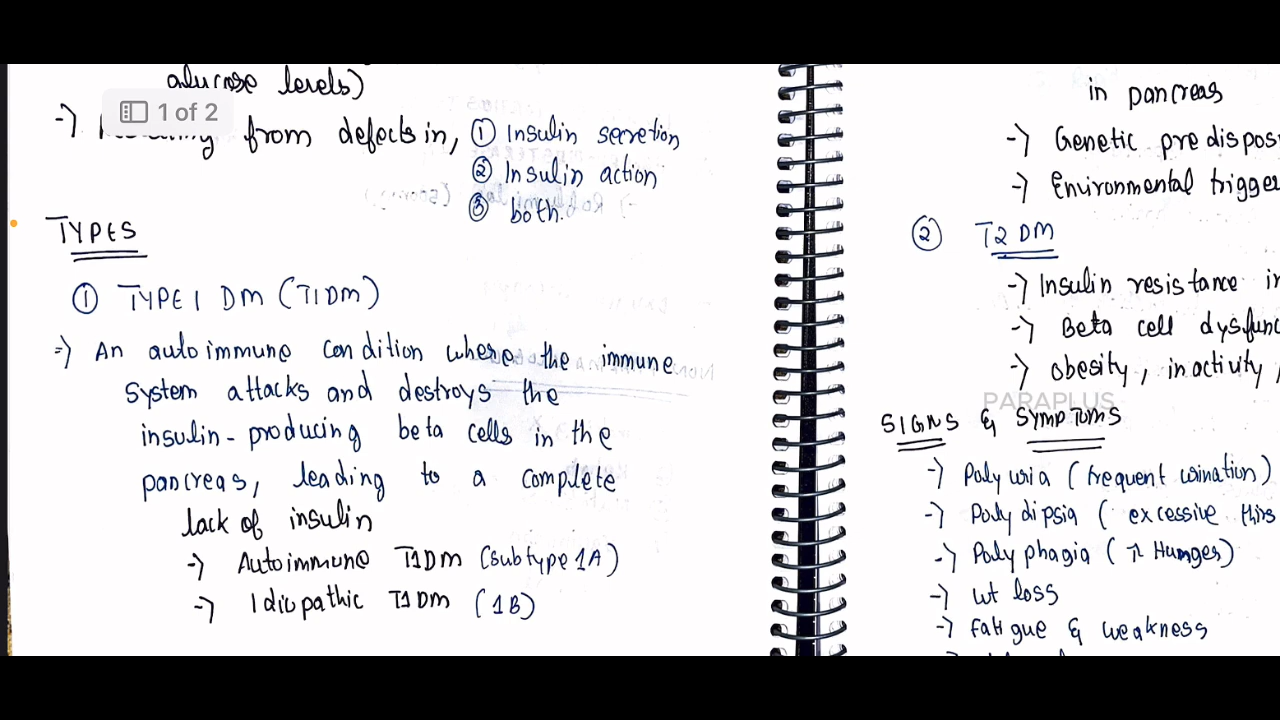 glucose levels)
1 of 2
-> from defects in, ① Insulin secretion
② Insulin action
③ both.
TYPES
① TYPE 1 DM (T1DM)
=> An autoimmune condition where the immune
system attacks and destroys the
insulin-producing beta cells in the
pancreas, leading to a complete
lack of insulin
-> Autoimmune T1DM (subtype 1A)
-> Idiopathic T1DM (1B)
in pancreas
-> Genetic predispos
-> Environmental trigger
② T2 DM
-> Insulin resistance in
-> Beta cell dysfunc
-> obesity, inactivity,
PARAPLUS
SIGNS & SYMPTOMS
-> Polyuria (frequent urination)
-> Polydipsia (excessive thirs
-> Polyphagia (↑ Hunger)
-> wt loss
-> fatigue & weakness